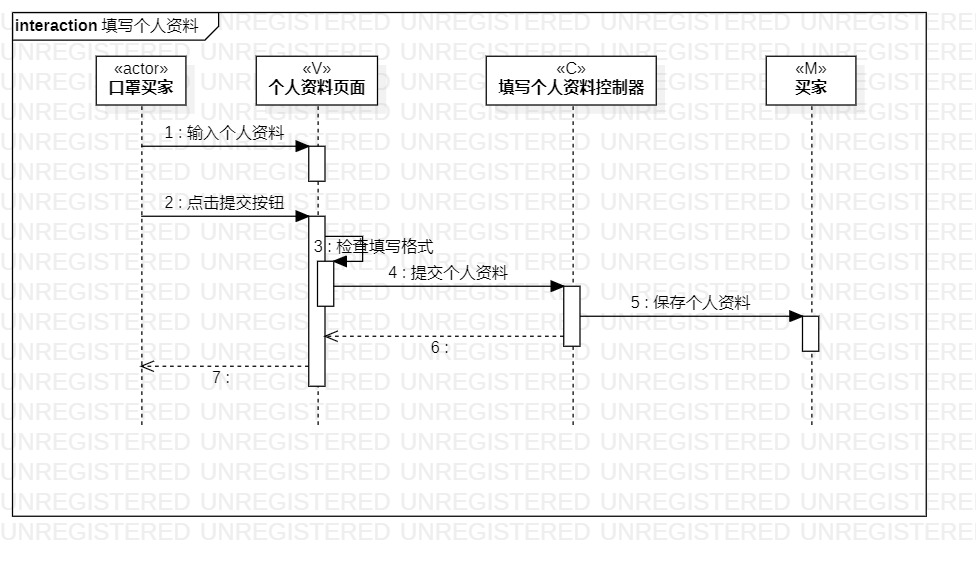 interaction 填写个人资料
«actor»
口罩买家
«V»
个人资料页面
«C»
填写个人资料控制器
«M»
买家
1 : 输入个人资料
2 : 点击提交按钮
3 : 检查填写格式
4 : 提交个人资料
5 : 保存个人资料
6 :
7 :
UNREGISTERED UNREGISTERED UNREGISTERED UNREGISTERED UNREGISTERED